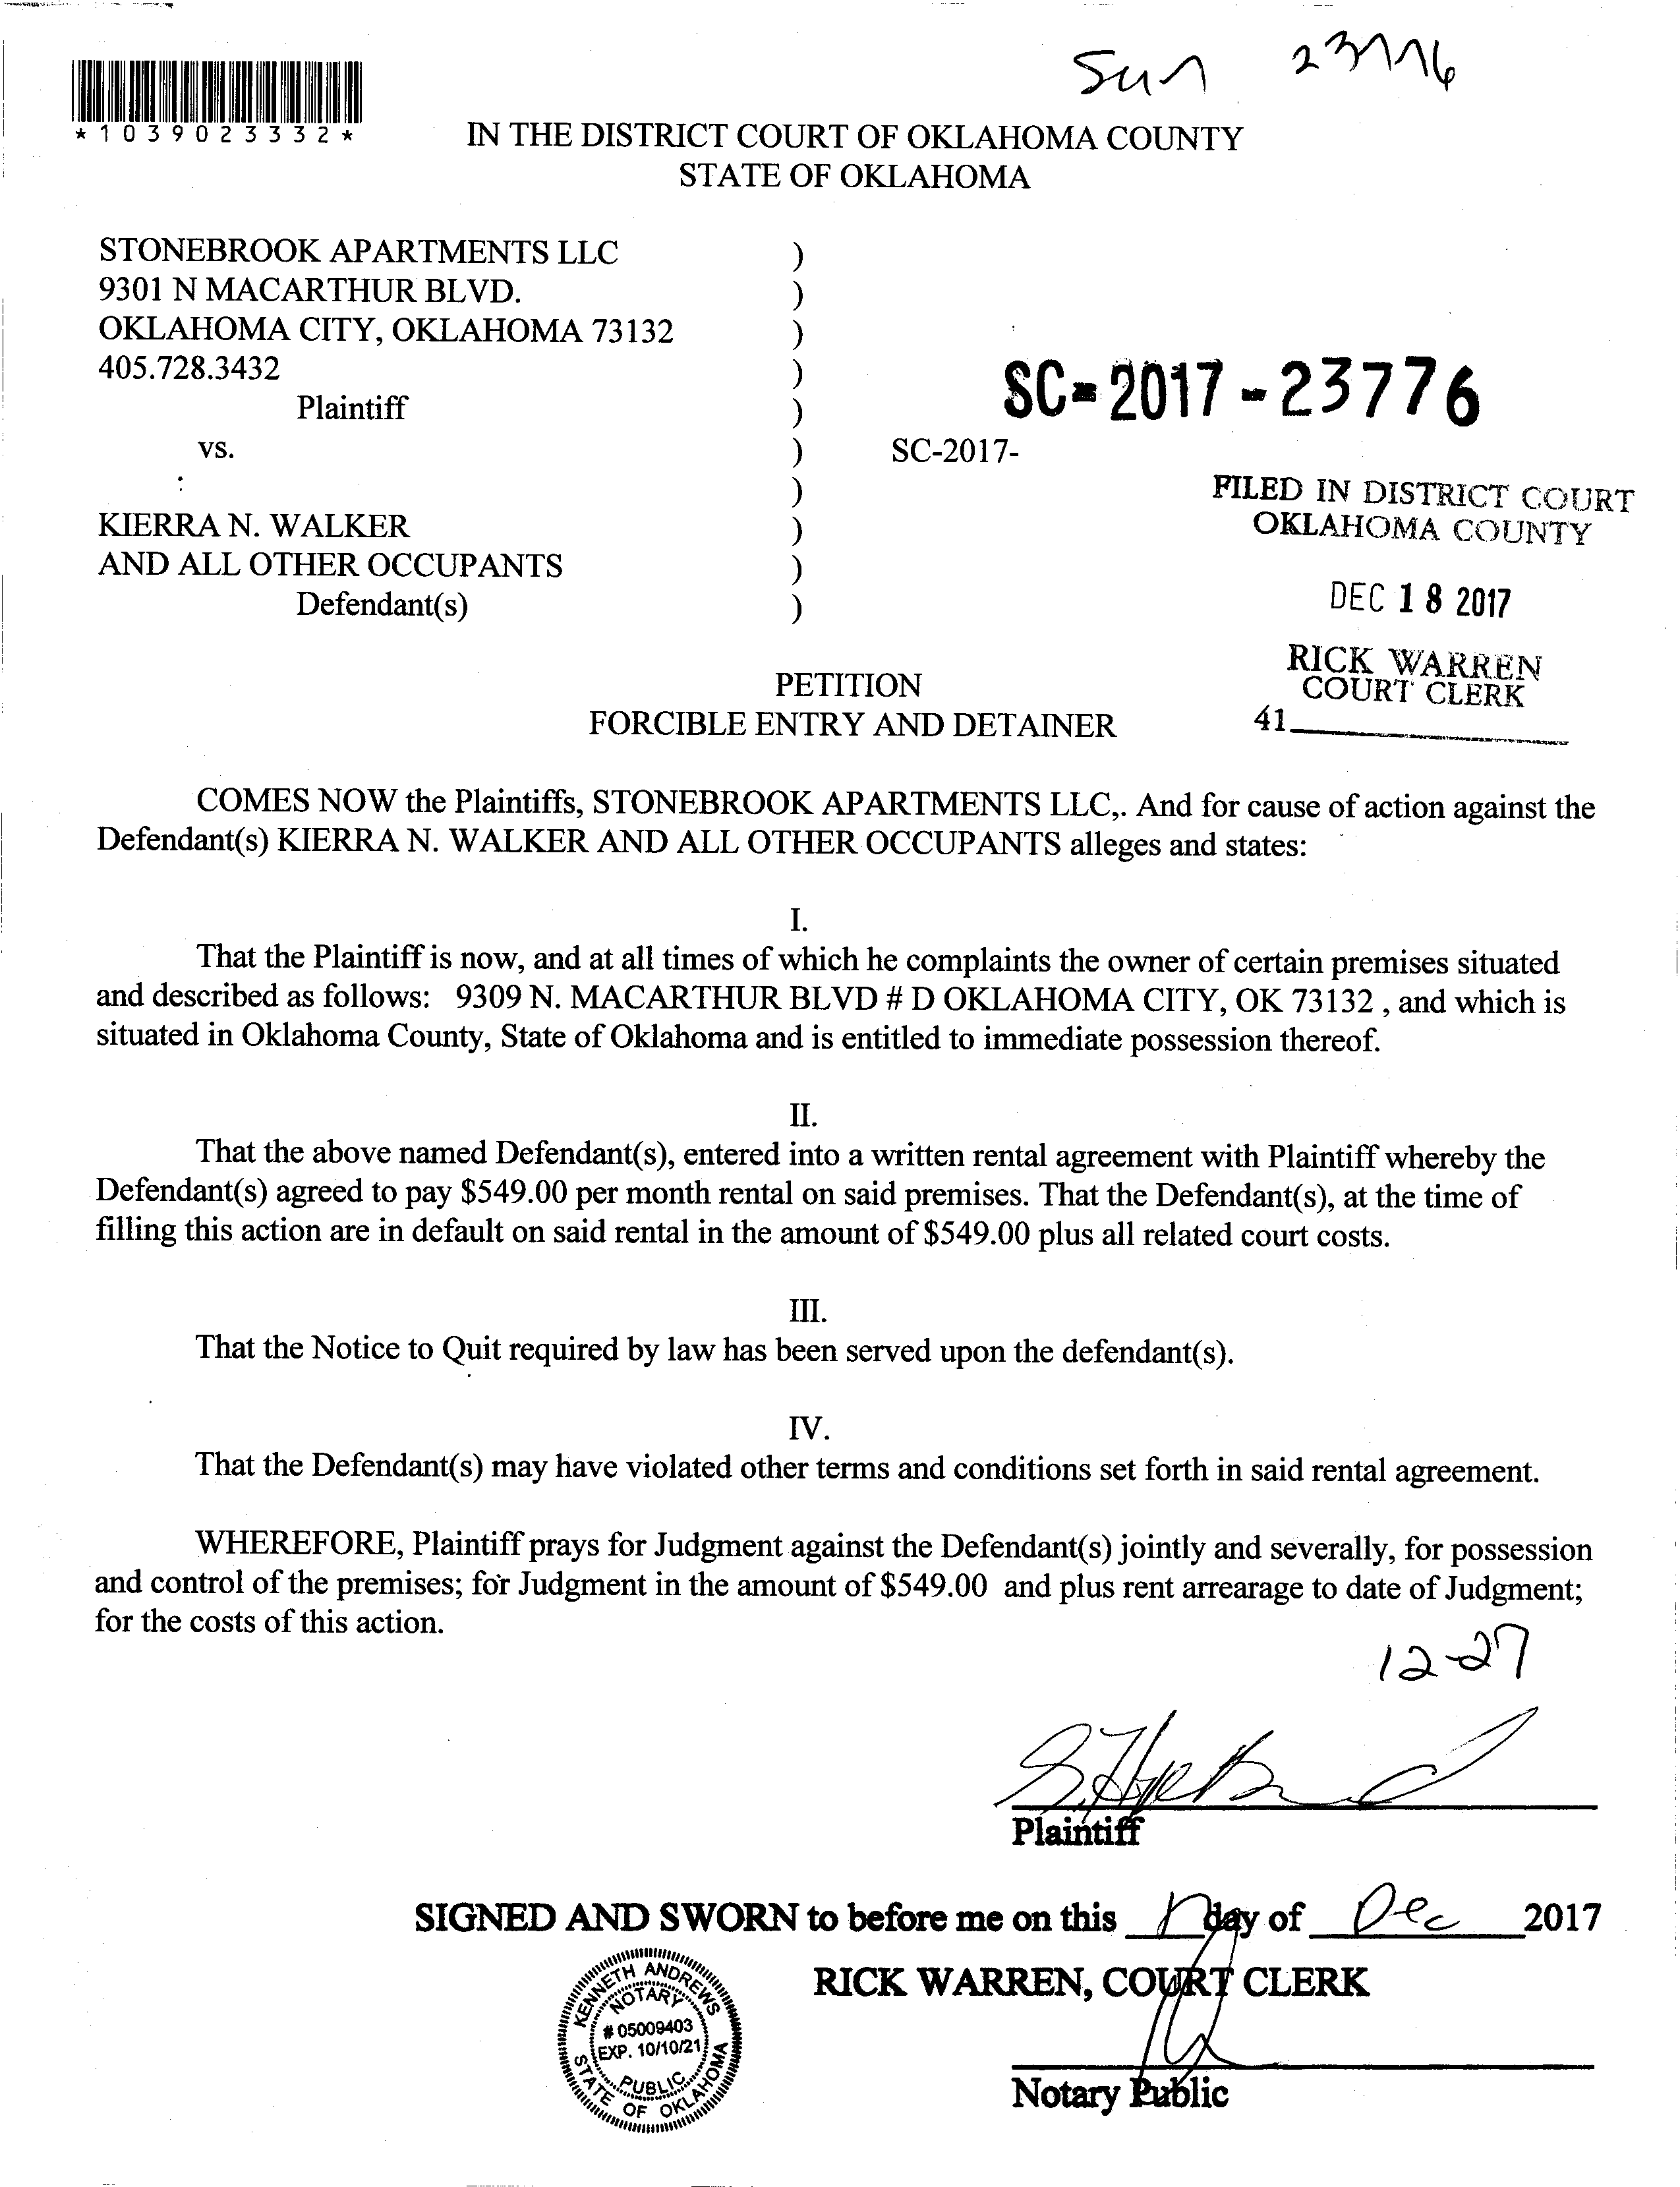 Sun 23776
*1039023332*
IN THE DISTRICT COURT OF OKLAHOMA COUNTY
STATE OF OKLAHOMA
STONEBROOK APARTMENTS LLC )
9301 N MACARTHUR BLVD. )
OKLAHOMA CITY, OKLAHOMA 73132 )
405.728.3432 )
Plaintiff )
SC-2017-23776
vs. ) SC-2017-
)
KIERRA N. WALKER )
AND ALL OTHER OCCUPANTS )
Defendant(s) )
FILED IN DISTRICT COURT
OKLAHOMA COUNTY
DEC 18 2017
RICK WARREN
COURT CLERK
41
PETITION
FORCIBLE ENTRY AND DETAINER
COMES NOW the Plaintiffs, STONEBROOK APARTMENTS LLC,. And for cause of action against the
Defendant(s) KIERRA N. WALKER AND ALL OTHER OCCUPANTS alleges and states:
I.
That the Plaintiff is now, and at all times of which he complaints the owner of certain premises situated
and described as follows: 9309 N. MACARTHUR BLVD # D OKLAHOMA CITY, OK 73132 , and which is
situated in Oklahoma County, State of Oklahoma and is entitled to immediate possession thereof.
II.
That the above named Defendant(s), entered into a written rental agreement with Plaintiff whereby the
Defendant(s) agreed to pay $549.00 per month rental on said premises. That the Defendant(s), at the time of
filling this action are in default on said rental in the amount of $549.00 plus all related court costs.
III.
That the Notice to Quit required by law has been served upon the defendant(s).
IV.
That the Defendant(s) may have violated other terms and conditions set forth in said rental agreement.
WHEREFORE, Plaintiff prays for Judgment against the Defendant(s) jointly and severally, for possession
and control of the premises; for Judgment in the amount of $549.00 and plus rent arrearage to date of Judgment;
for the costs of this action.
12-27
Plaintiff
SIGNED AND SWORN to before me on this day of Dec 2017
RICK WARREN, COURT CLERK
KENNETH ANDREWS
NOTARY
# 05009403
EXP. 10/10/21
PUBLIC
STATE OF OKLAHOMA
Notary Public